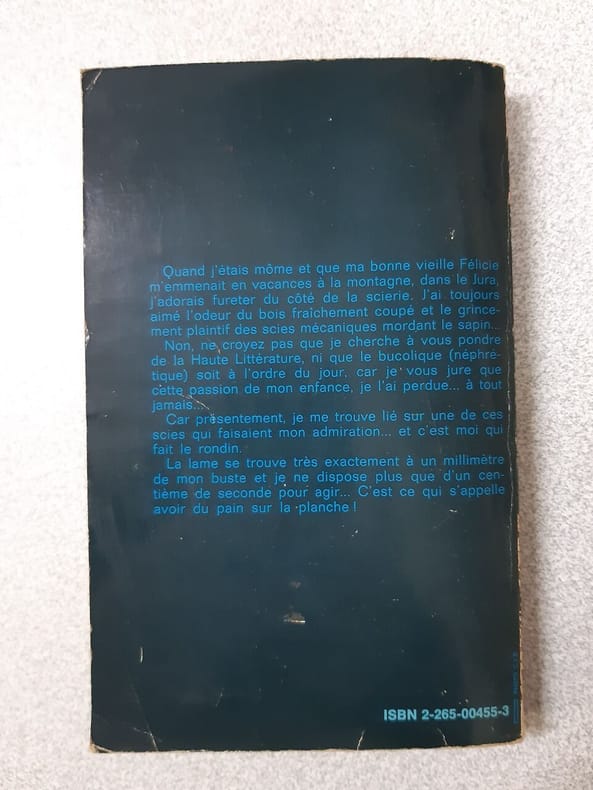 Quand j'étais môme et que ma bonne vieille Félicie
m'emmenait en vacances à la montagne, dans le Jura,
j'adorais fureter du côté de la scierie. J'ai toujours
aimé l'odeur du bois fraîchement coupé et le grince-
ment plaintif des scies mécaniques mordant le sapin...
Non, ne croyez pas que je cherche à vous pondre
de la Haute Littérature, ni que le bucolique (néphré-
tique) soit à l'ordre du jour, car je vous jure que
cette passion de mon enfance, je l'ai perdue... à tout
jamais...
Car présentement, je me trouve lié sur une de ces
scies qui faisaient mon admiration... et c'est moi qui
fait le rondin.
La lame se trouve très exactement à un millimètre
de mon buste et je ne dispose plus que d'un cen-
tième de seconde pour agir... C'est ce qui s'appelle
avoir du pain sur la planche !
ISBN 2-265-00455-3